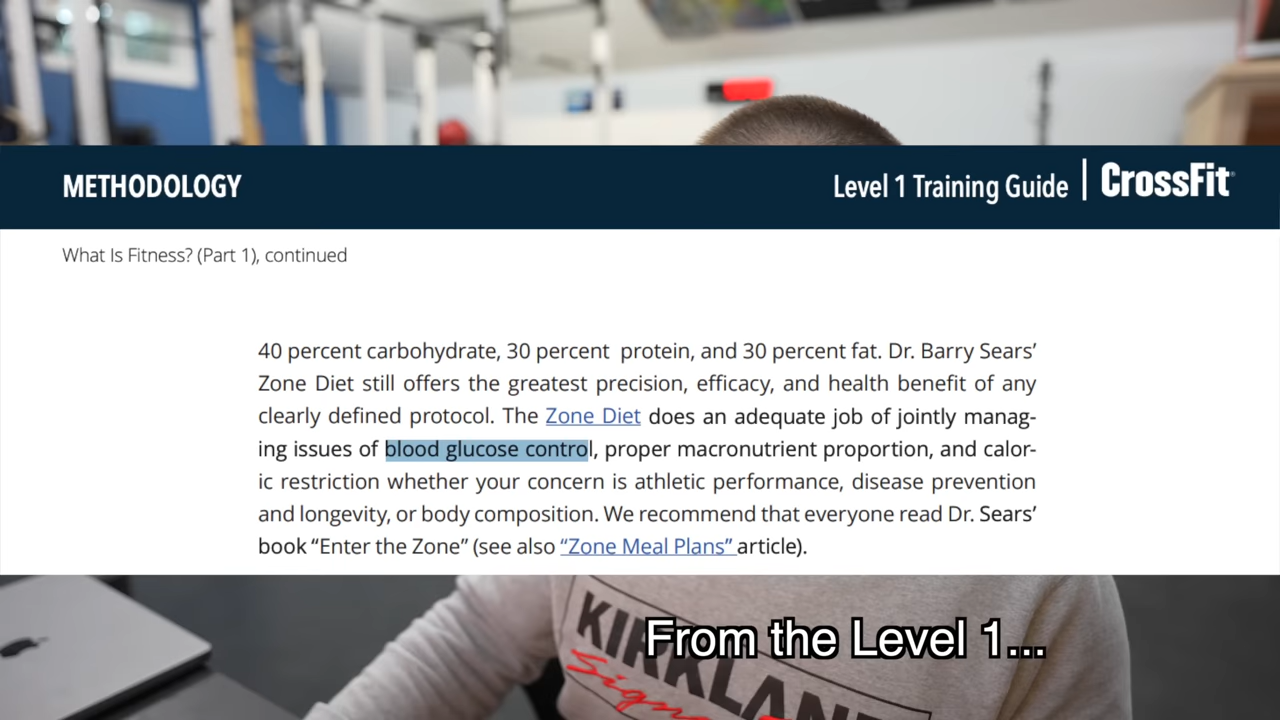 METHODOLOGY
Level 1 Training Guide | CrossFit
What Is Fitness? (Part 1), continued
40 percent carbohydrate, 30 percent protein, and 30 percent fat. Dr. Barry Sears’
Zone Diet still offers the greatest precision, efficacy, and health benefit of any
clearly defined protocol. The Zone Diet does an adequate job of jointly manag-
ing issues of blood glucose control, proper macronutrient proportion, and calor-
ic restriction whether your concern is athletic performance, disease prevention
and longevity, or body composition. We recommend that everyone read Dr. Sears’
book “Enter the Zone” (see also “Zone Meal Plans” article).
From the Level 1...
KIRKLAN
Sign